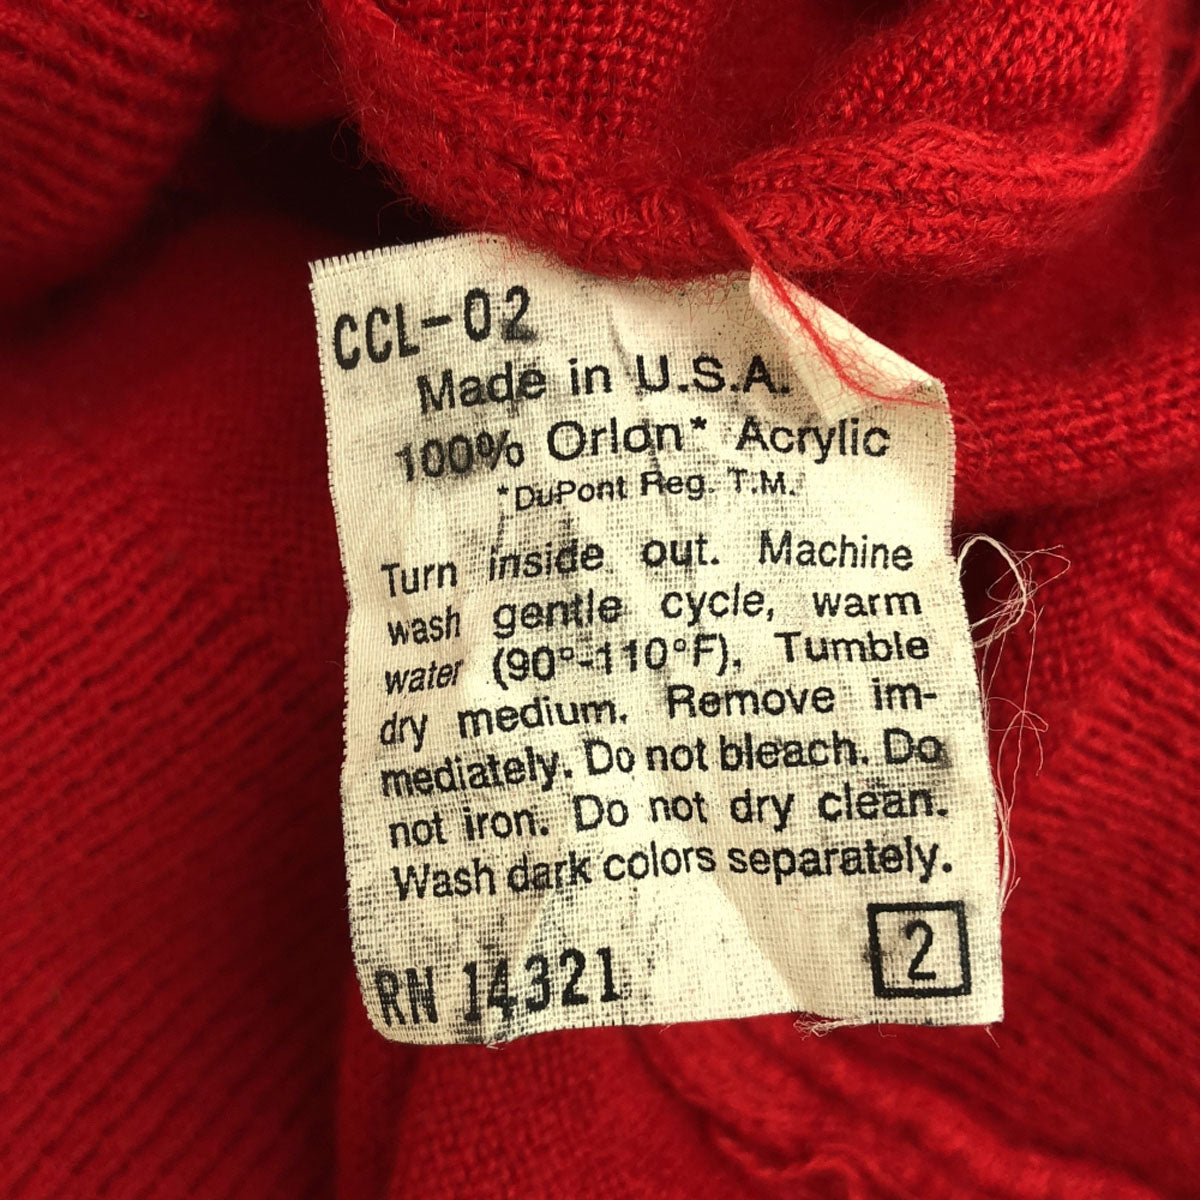 CCL-02
Made in U.S.A.
100% Orlon* Acrylic
*DuPont Reg. T.M.
Turn inside out. Machine
wash gentle cycle, warm
water (90°-110°F). Tumble
dry medium. Remove im-
mediately. Do not bleach. Do
not iron. Do not dry clean.
Wash dark colors separately.
2
RN 14321